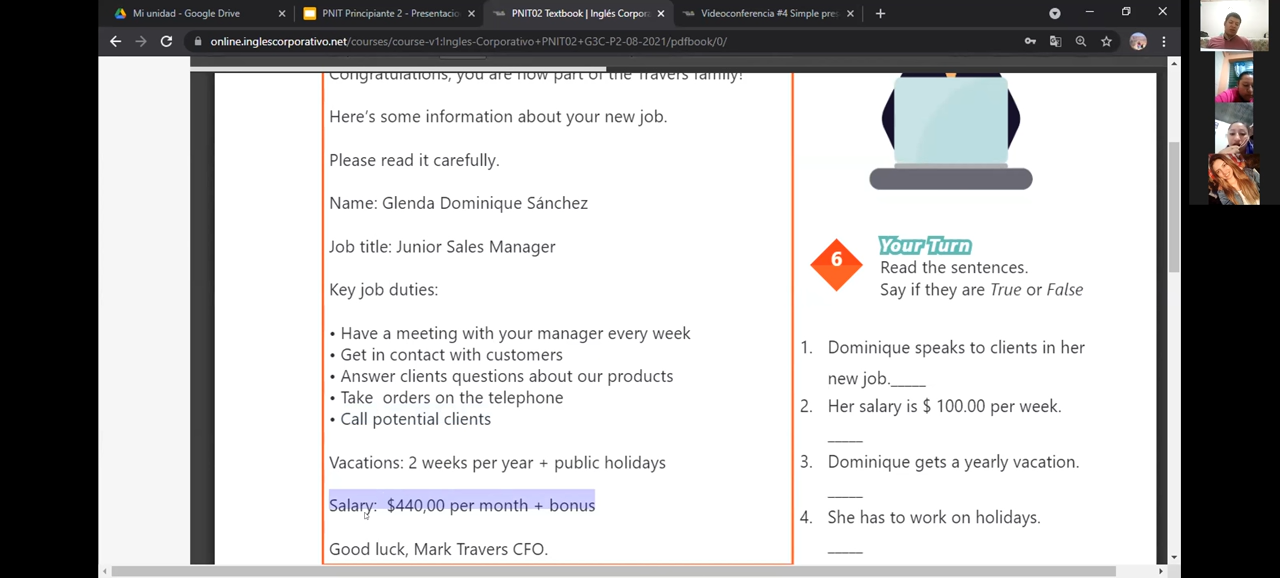 Mi unidad - Google Drive
PNIT Principiante 2 - Presentacio
PNIT02 Textbook | Inglés Corpora
Videoconferencia #4 Simple pres
online.inglescorporativo.net/courses/course-v1:Ingles-Corporativo+PNIT02+G3C-P2-08-2021/pdfbook/0/
Congratulations, you are now part of the Travers family!
Here's some information about your new job.
Please read it carefully.
Name: Glenda Dominique Sánchez
Job title: Junior Sales Manager
Key job duties:
• Have a meeting with your manager every week
• Get in contact with customers
• Answer clients questions about our products
• Take orders on the telephone
• Call potential clients
Vacations: 2 weeks per year + public holidays
Salary: $440,00 per month + bonus
Good luck, Mark Travers CFO.
6
Your Turn
Read the sentences.
Say if they are True or False
1. Dominique speaks to clients in her
new job._____
2. Her salary is $ 100.00 per week.
_____
3. Dominique gets a yearly vacation.
_____
4. She has to work on holidays.
_____